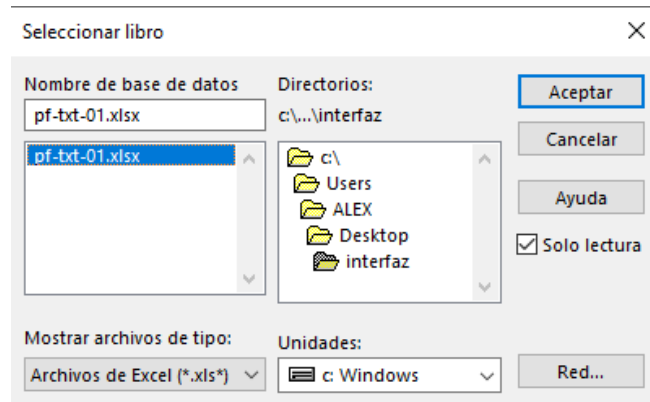 Seleccionar libro
Nombre de base de datos
pf-txt-01.xlsx
pf-txt-01.xlsx
Directorios:
c:\...\interfaz
c:\
Users
ALEX
Desktop
interfaz
Aceptar
Cancelar
Ayuda
Solo lectura
Mostrar archivos de tipo:
Archivos de Excel (*.xls*)
Unidades:
c: Windows
Red...